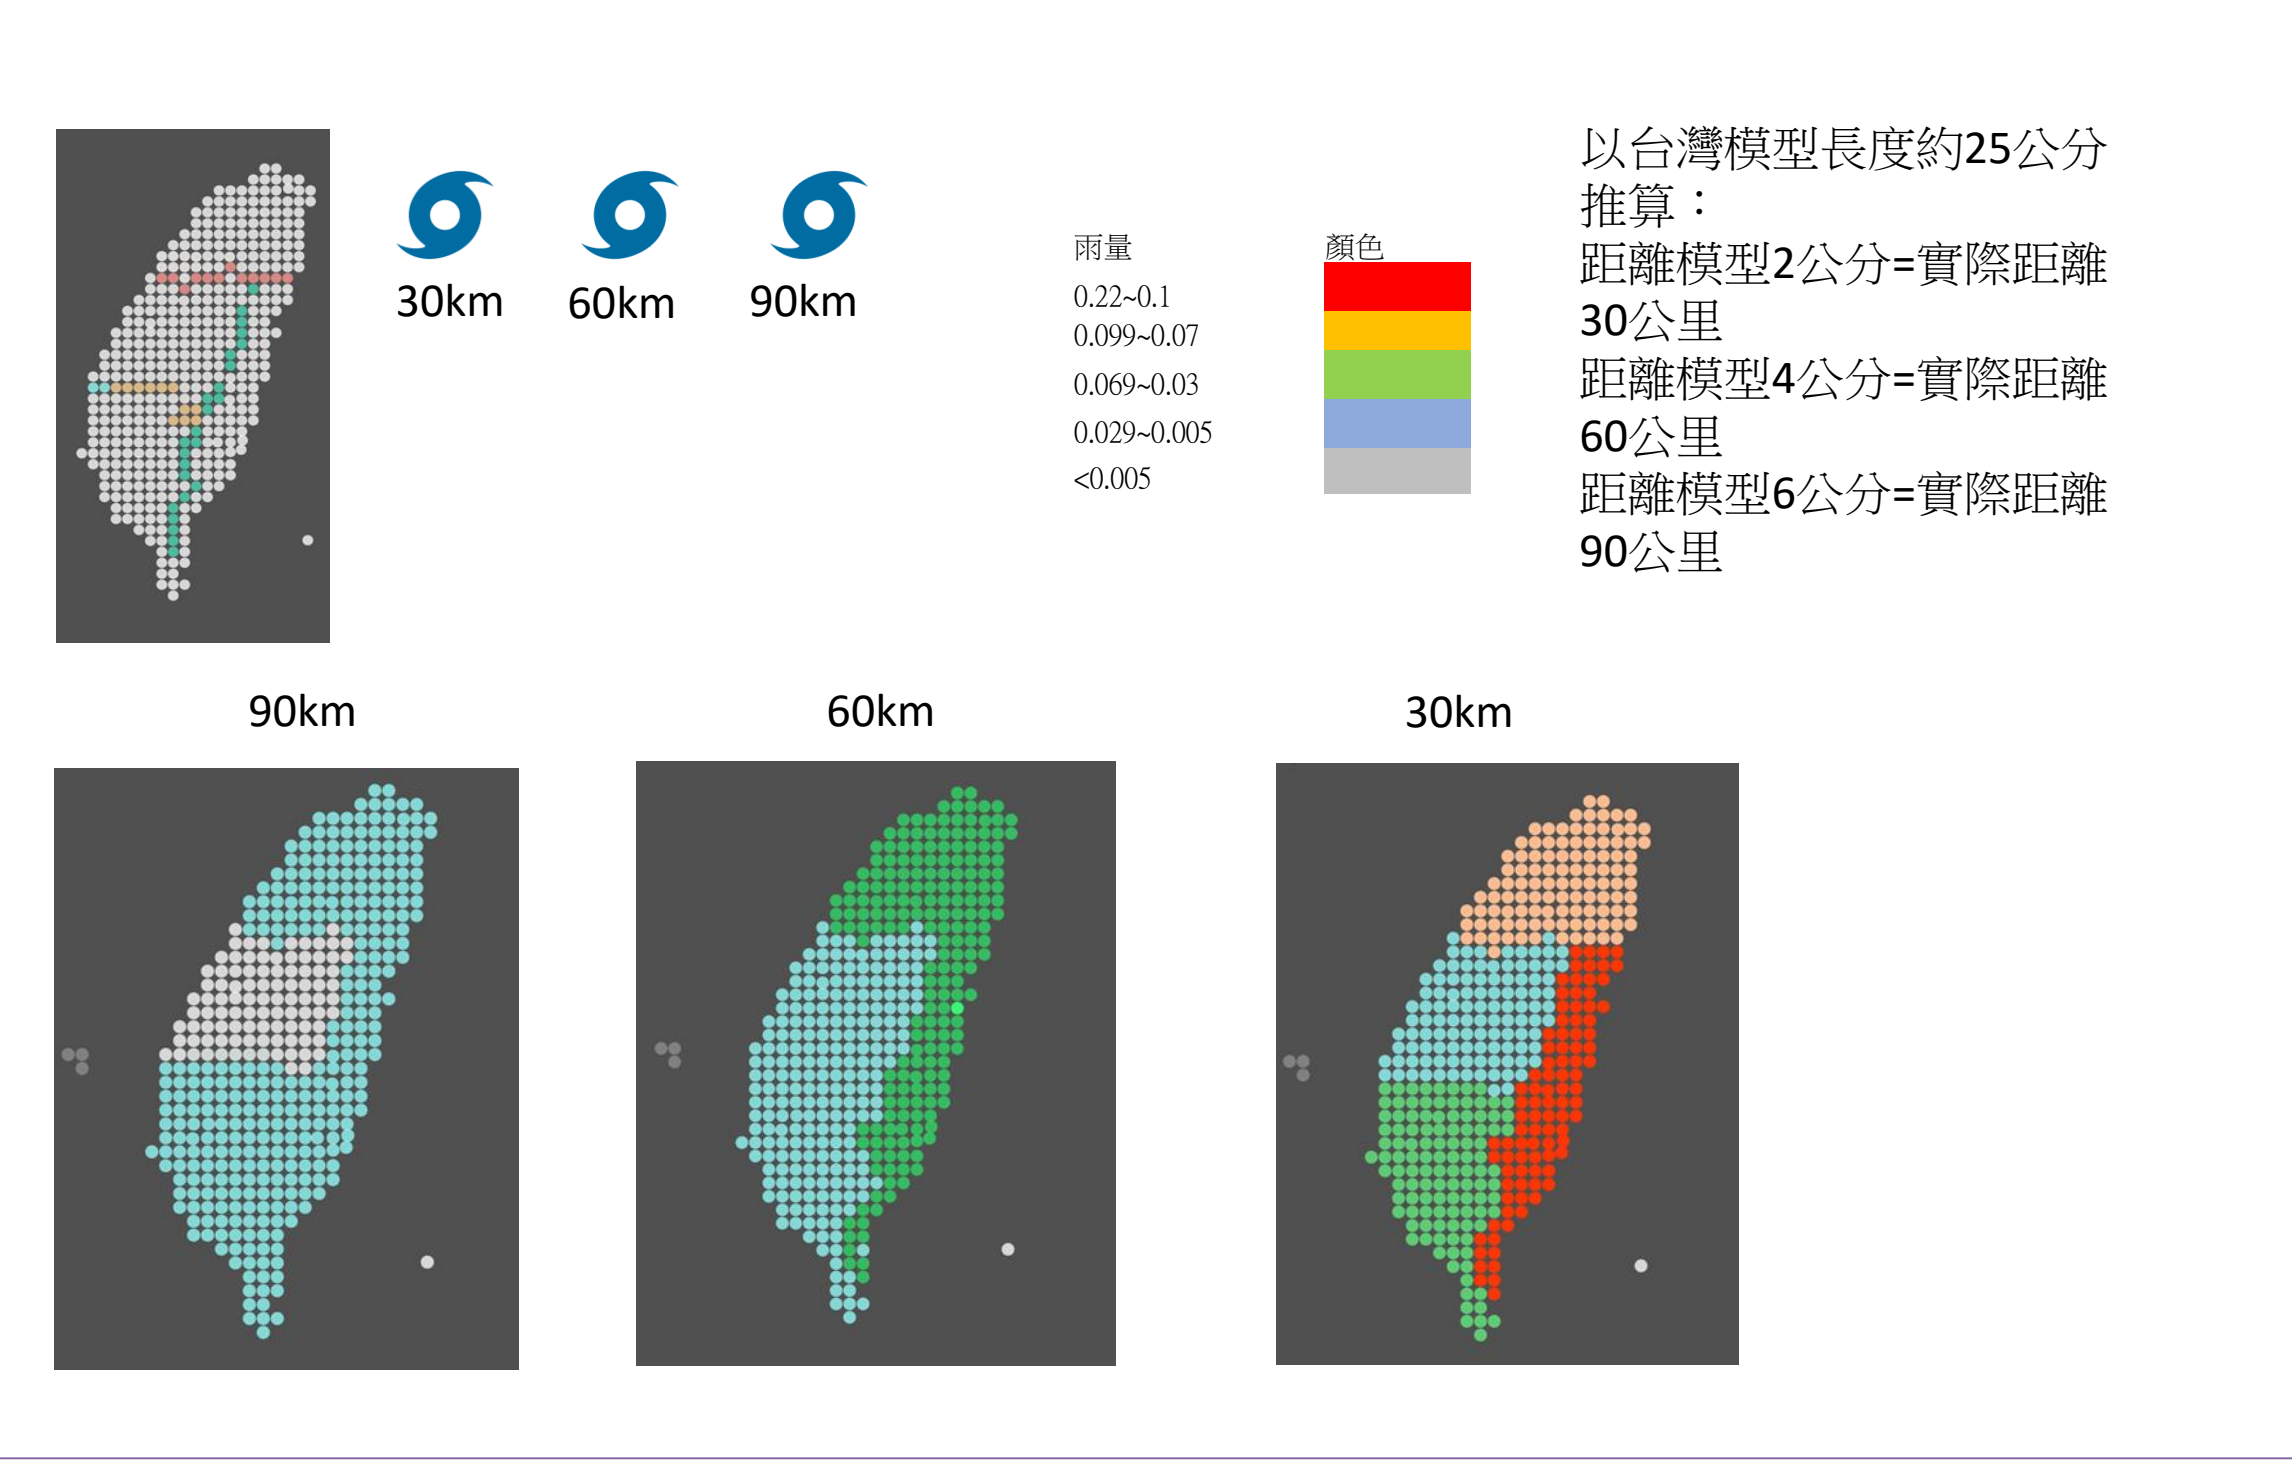 30km
60km
90km
雨量
顏色
0.22~0.1
0.099~0.07
0.069~0.03
0.029~0.005
<0.005
以台灣模型長度約25公分
推算：
距離模型2公分=實際距離
30公里
距離模型4公分=實際距離
60公里
距離模型6公分=實際距離
90公里
90km
60km
30km